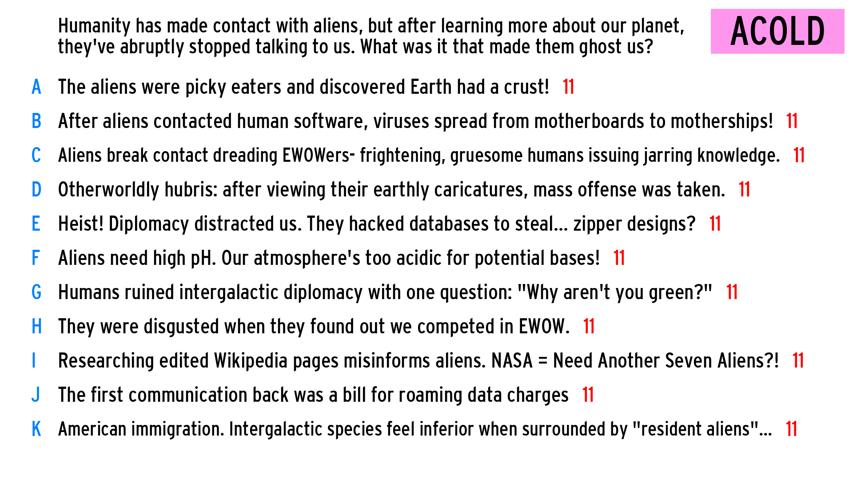 Humanity has made contact with aliens, but after learning more about our planet,
they've abruptly stopped talking to us. What was it that made them ghost us?
ACOLD
A The aliens were picky eaters and discovered Earth had a crust! 11
B After aliens contacted human software, viruses spread from motherboards to motherships! 11
C Aliens break contact dreading EWOWers- frightening, gruesome humans issuing jarring knowledge. 11
D Otherworldly hubris: after viewing their earthly caricatures, mass offense was taken. 11
E Heist! Diplomacy distracted us. They hacked databases to steal... zipper designs? 11
F Aliens need high pH. Our atmosphere's too acidic for potential bases! 11
G Humans ruined intergalactic diplomacy with one question: "Why aren't you green?" 11
H They were disgusted when they found out we competed in EWOW. 11
I Researching edited Wikipedia pages misinforms aliens. NASA = Need Another Seven Aliens?! 11
J The first communication back was a bill for roaming data charges 11
K American immigration. Intergalactic species feel inferior when surrounded by "resident aliens"... 11